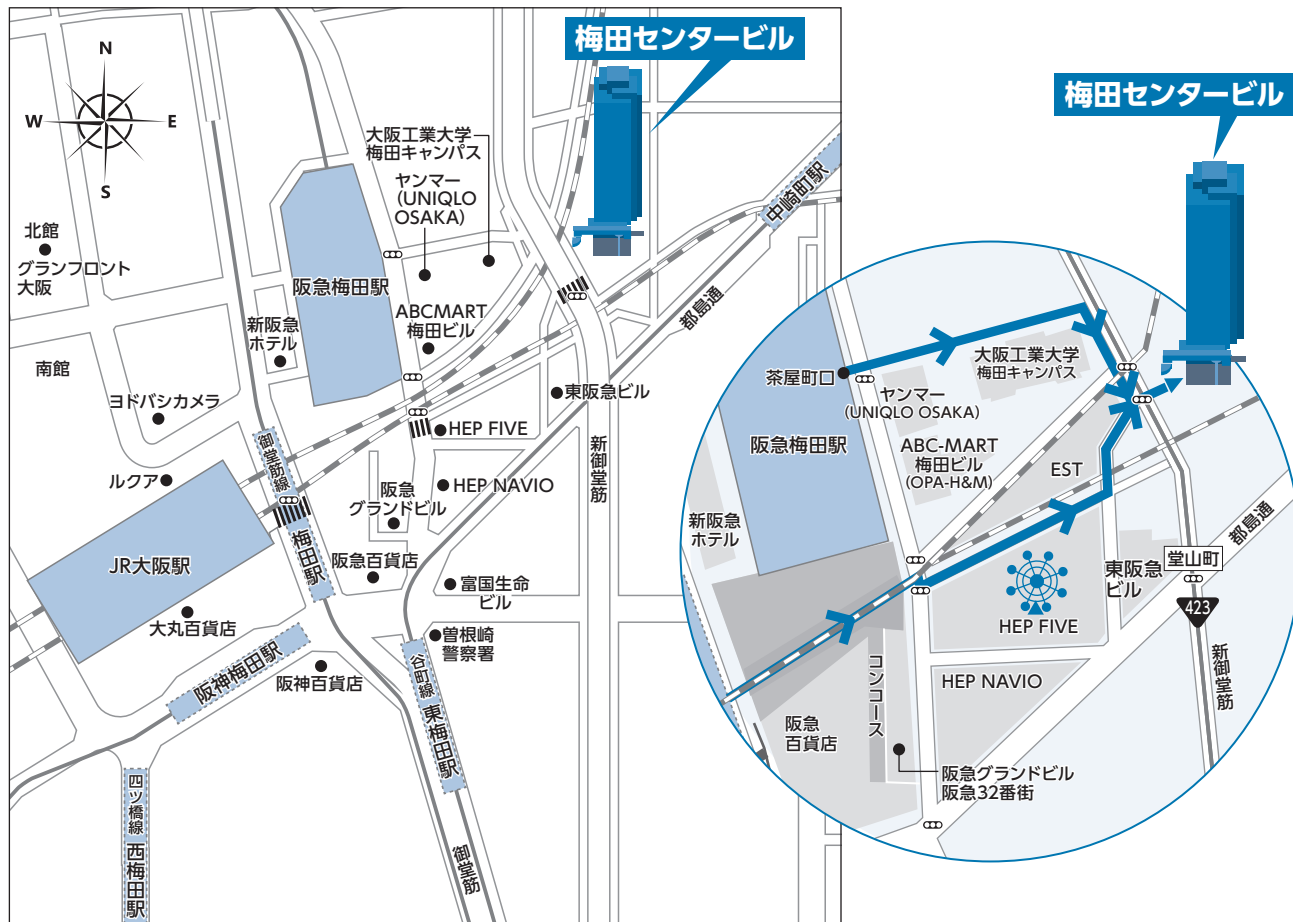 梅田センタービル
N
W
E
S
大阪工業大学
梅田キャンパス
ヤンマー
(UNIQLO
OSAKA)
中崎町駅
北館
グランフロント
大阪
阪急梅田駅
ABCMART
梅田ビル
都島通
新阪急
ホテル
南館
東阪急ビル
ヨドバシカメラ
御堂筋線
HEP FIVE
新御堂筋
ルクア
阪急
グランドビル
HEP NAVIO
梅田駅
JR大阪駅
阪急百貨店
富国生命
ビル
大丸百貨店
曽根崎
警察署
阪神梅田駅
阪神百貨店
谷町線
東梅田駅
四ツ橋線
西梅田駅
御堂筋
梅田センタービル
茶屋町口
大阪工業大学
梅田キャンパス
ヤンマー
(UNIQLO OSAKA)
阪急梅田駅
ABC-MART
梅田ビル
(OPA-H&M)
EST
新阪急
ホテル
都島通
堂山町
東阪急
ビル
423
HEP FIVE
新御堂筋
コンコース
HEP NAVIO
阪急
百貨店
阪急グランドビル
阪急32番街